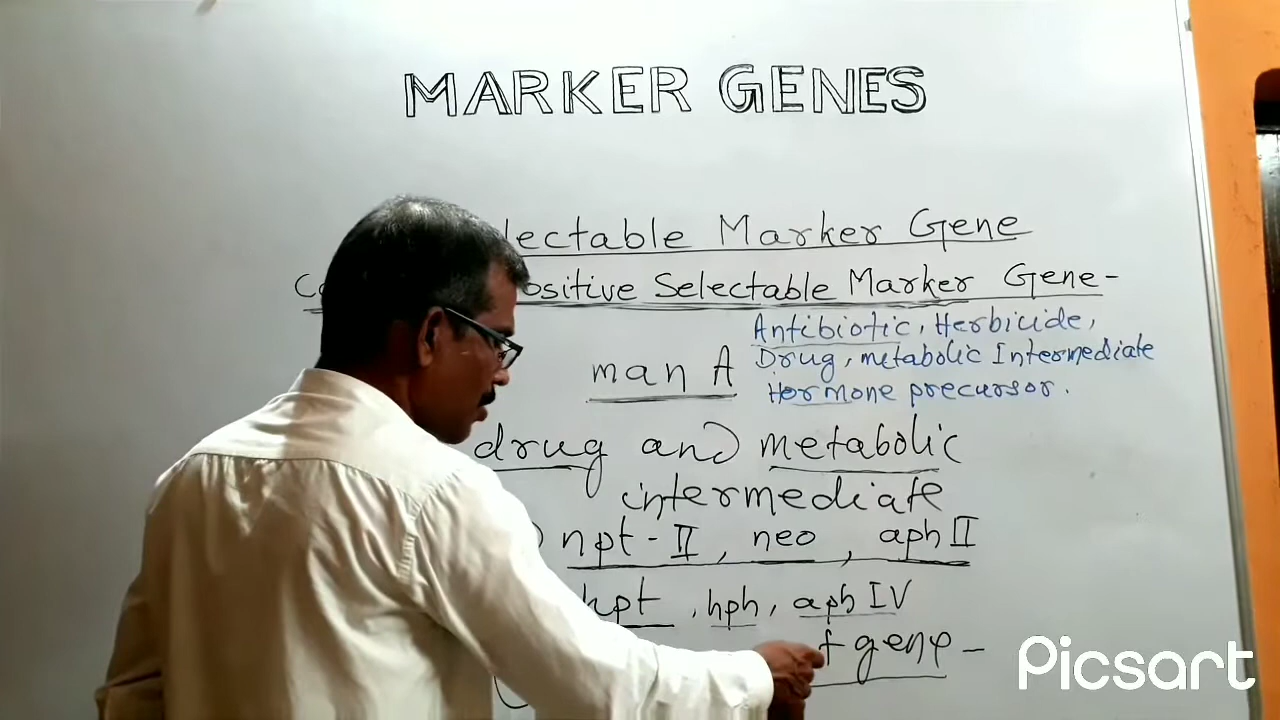 MARKER GENES
lectable Marker Gene
ositive Selectable Marker Gene-
Antibiotic, Herbicide,
man A Drug, metabolic Intermediate
Hormone precursor.
drug and metabolic
intermediate
) npt-II, neo, aph II
hpt, hph, aph IV
gene -
Picsart